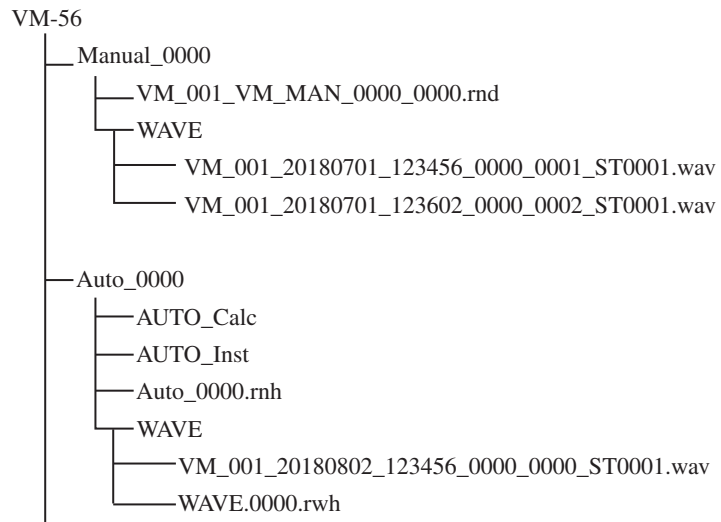 VM-56
Manual_0000
VM_001_VM_MAN_0000_0000.rnd
WAVE
VM_001_20180701_123456_0000_0001_ST0001.wav
VM_001_20180701_123602_0000_0002_ST0001.wav
Auto_0000
AUTO_Calc
AUTO_Inst
Auto_0000.rnh
WAVE
VM_001_20180802_123456_0000_0000_ST0001.wav
WAVE.0000.rwh